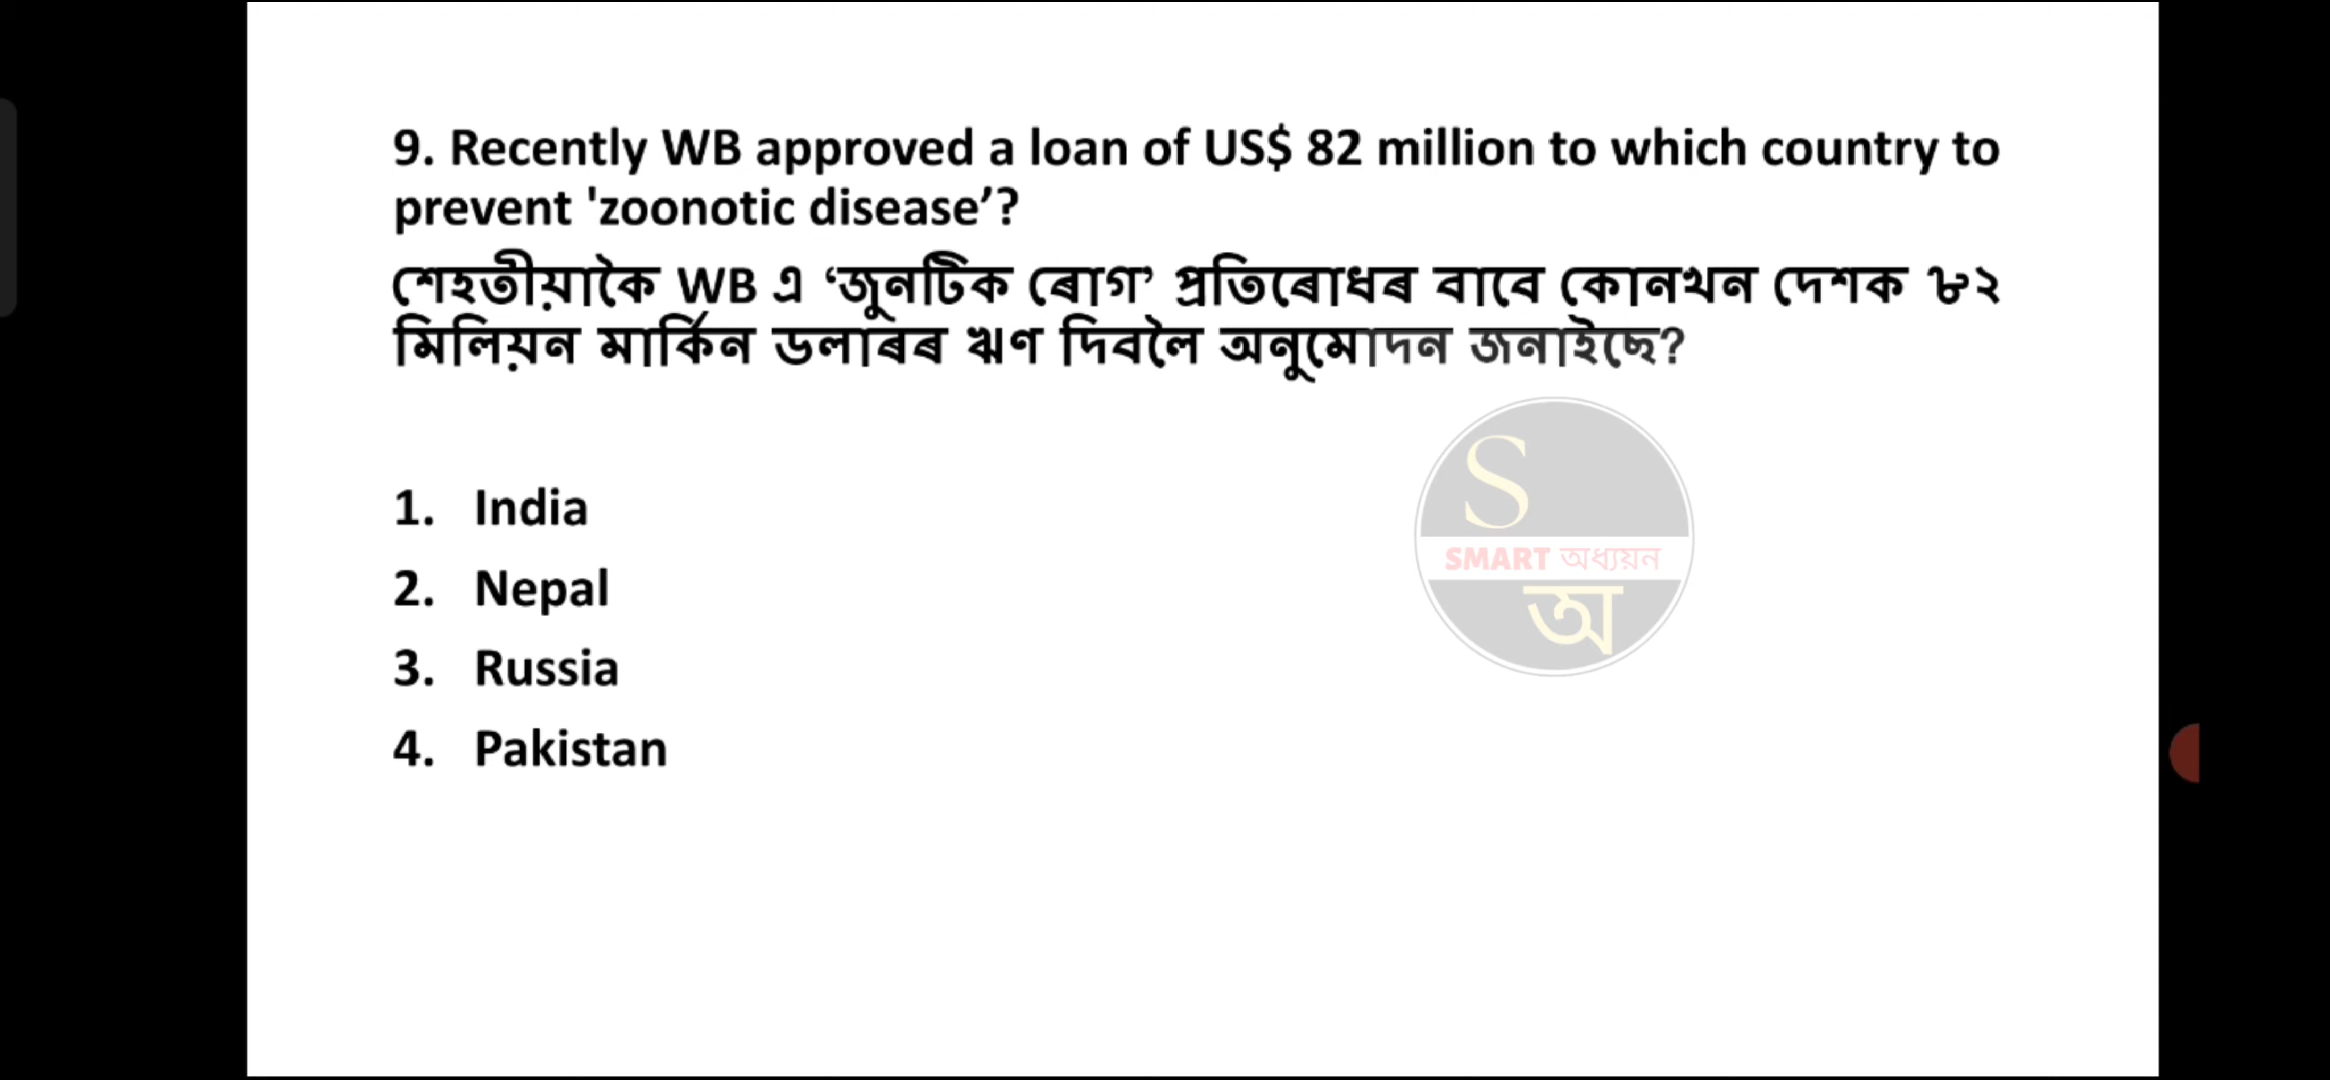 9. Recently WB approved a loan of US$ 82 million to which country to
prevent 'zoonotic disease’?
শেহতীয়াকৈ WB এ ‘জুনটিক ৰোগ’ প্ৰতিৰোধৰ বাবে কোনখন দেশক ৮২
মিলিয়ন মাৰ্কিন ডলাৰৰ ঋণ দিবলৈ অনুমোদন জনাইছে?
1. India
2. Nepal
3. Russia
4. Pakistan
S
SMART অধ্যয়ন
অ